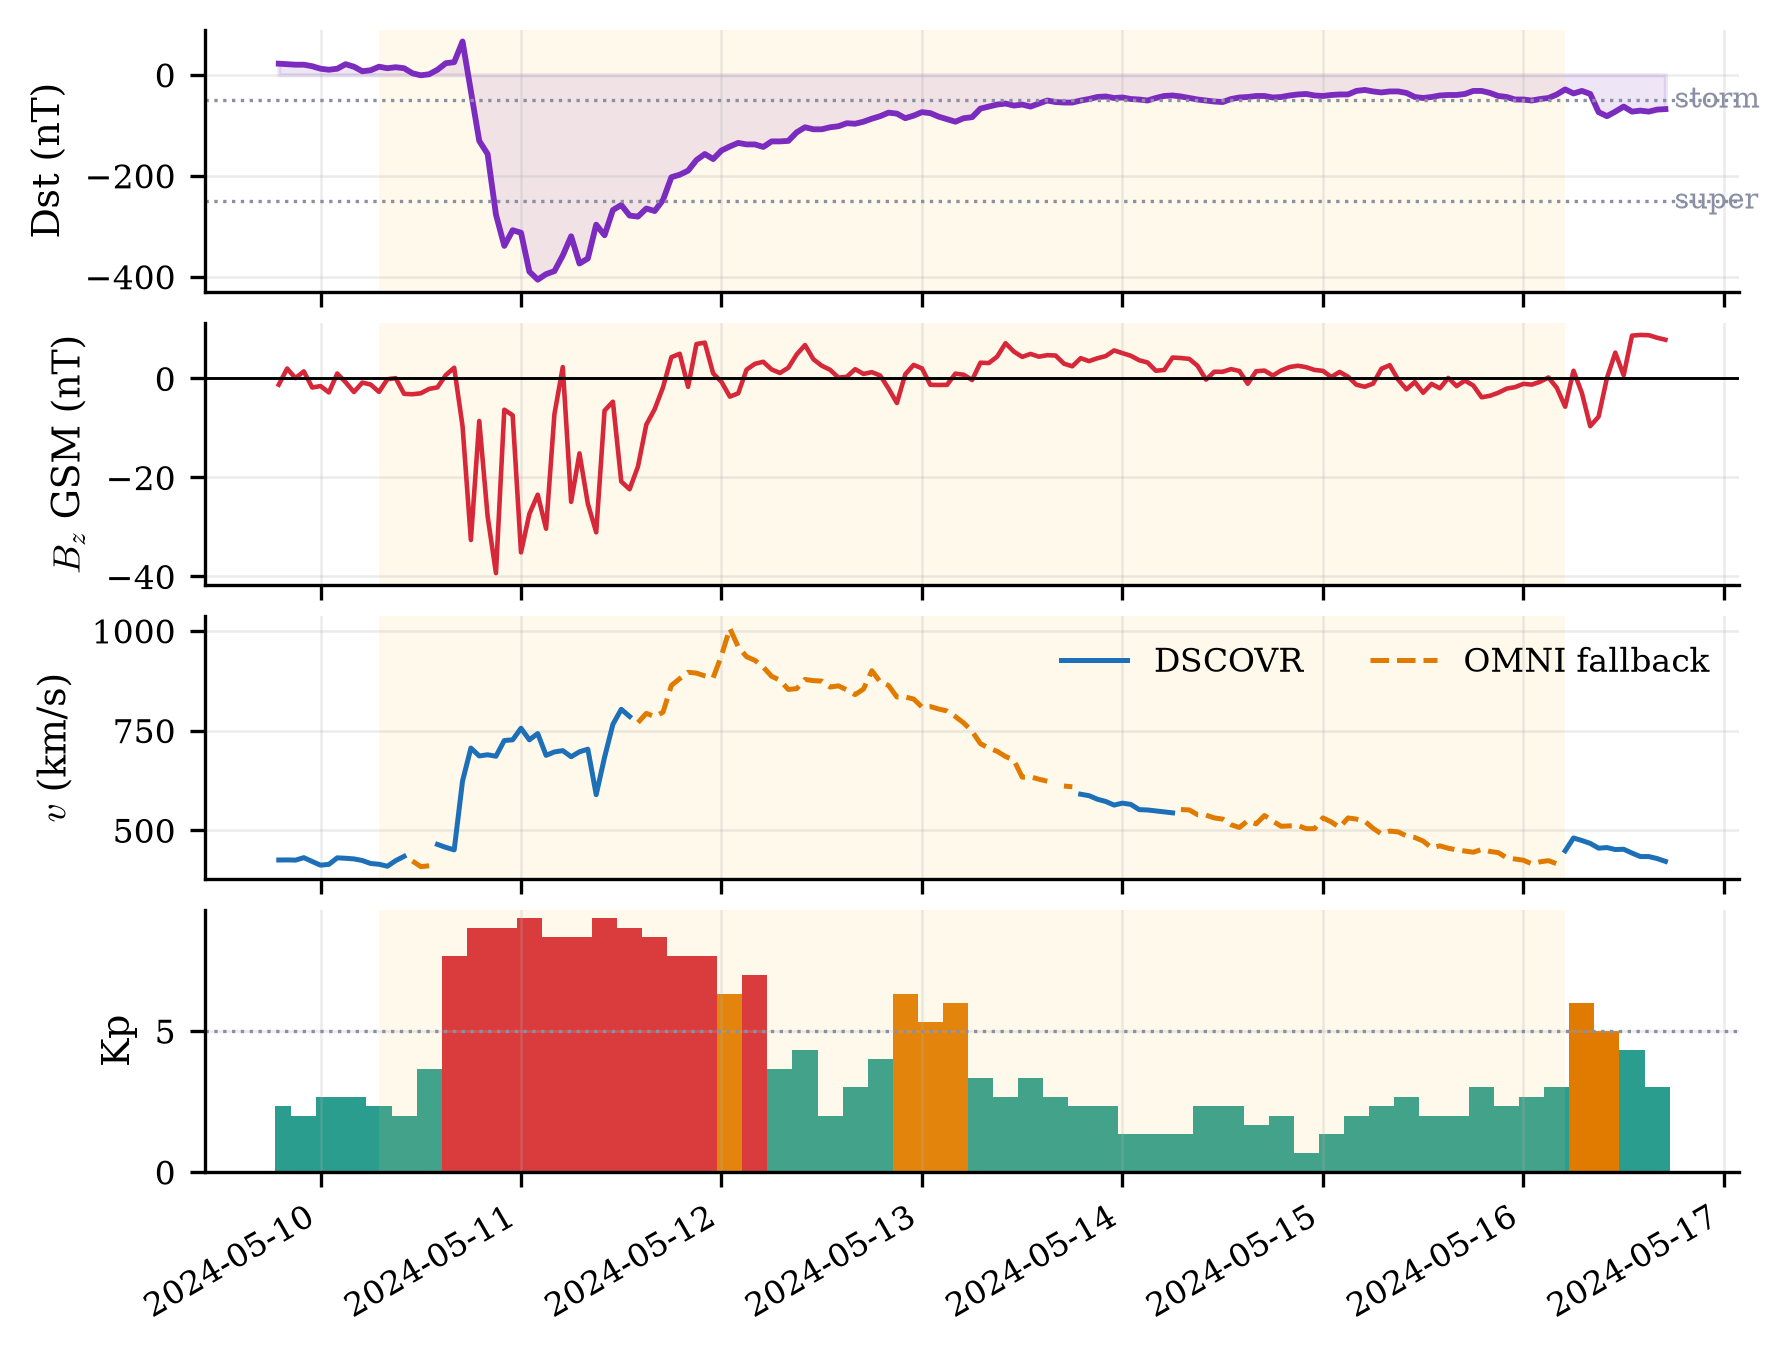 Dst (nT)
0
−200
−400
storm
super
Bz GSM (nT)
0
−20
−40
v (km/s)
1000
750
500
DSCOVR
OMNI fallback
Kp
5
0
2024-05-10
2024-05-11
2024-05-12
2024-05-13
2024-05-14
2024-05-15
2024-05-16
2024-05-17